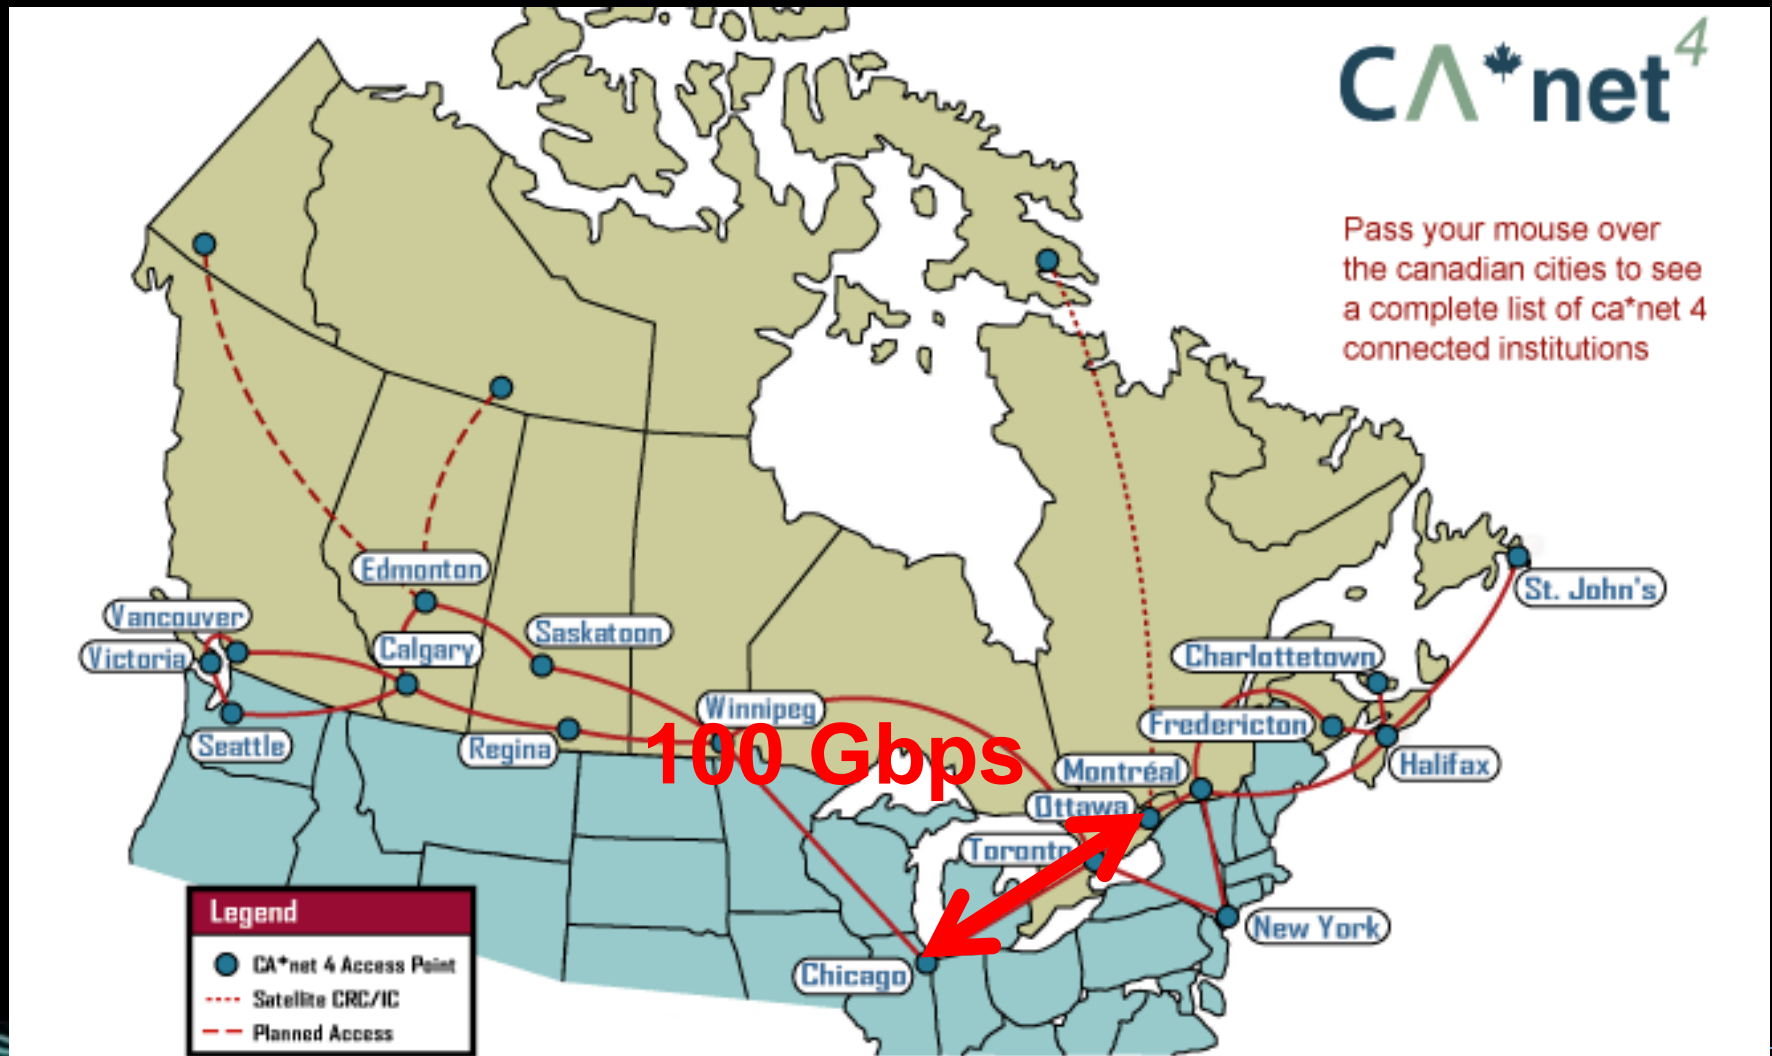 CA*net 4
Pass your mouse over
the canadian cities to see
a complete list of ca*net 4
connected institutions
Edmonton
St. John's
Vancouver
Saskatoon
Victoria
Calgary
Charlottetown
Winnipeg
Fredericton
Seattle
Regina
100 Gbps
Montréal
Halifax
Ottawa
Toronto
New York
Chicago
Legend
CA*net 4 Access Point
Satellite CRC/IC
Planned Access